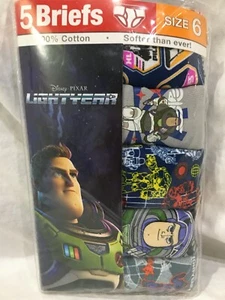 5 Briefs
SIZE 6
100% Cotton • Softer than ever!
Disney • PIXAR
LIGHTYEAR